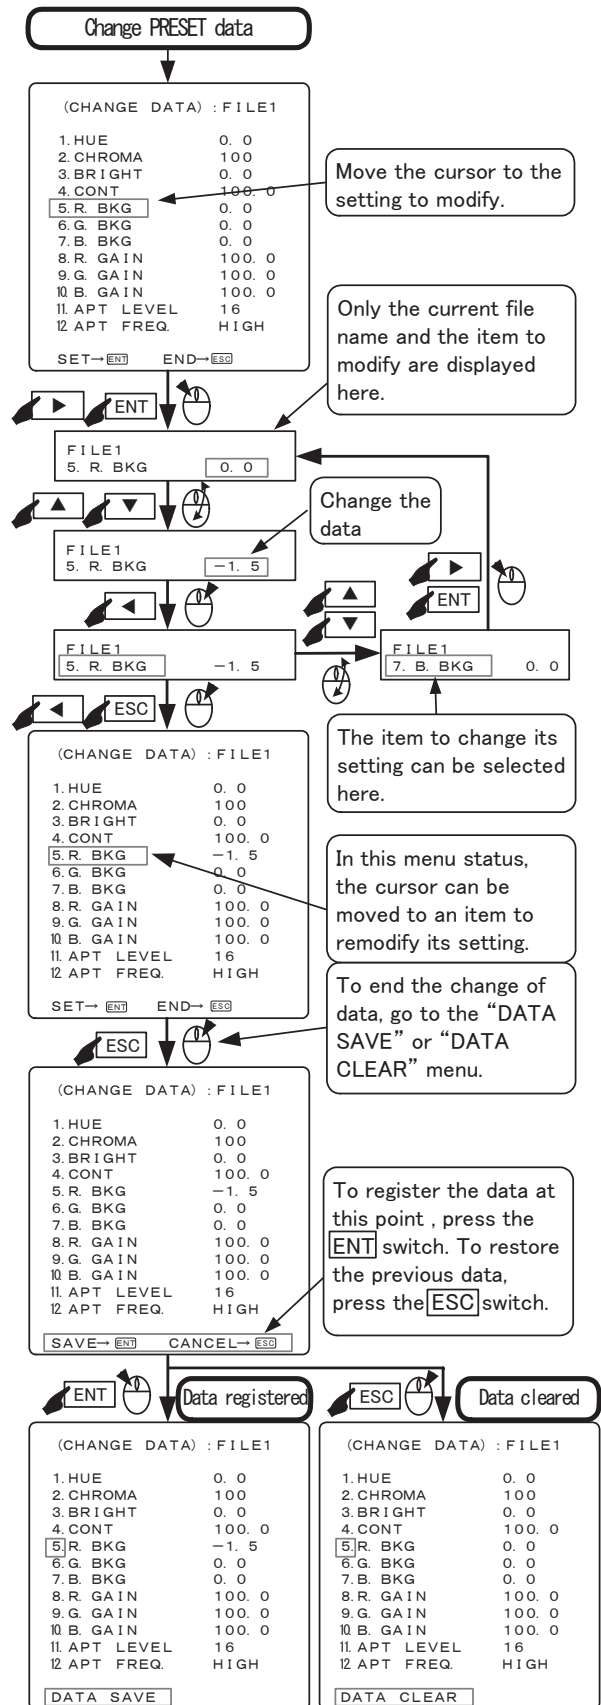 Change PRESET data
(CHANGE DATA) : FILE1
1. HUE 0. 0
2. CHROMA 100
3. BRIGHT 0. 0
4. CONT 100. 0
5. R. BKG 0. 0
6. G. BKG 0. 0
7. B. BKG 0. 0
8. R. GAIN 100. 0
9. G. GAIN 100. 0
10. B. GAIN 100. 0
11. APT LEVEL 16
12. APT FREQ. HIGH
SET→ENT END→ESC
Move the cursor to the
setting to modify.
Only the current file
name and the item to
modify are displayed
here.
▶ ENT
FILE1
5. R. BKG 0. 0
▲ ▼
Change the
data
FILE1
5. R. BKG −1. 5
◀
▲
▼
▶
ENT
FILE1
5. R. BKG −1. 5
FILE1
7. B. BKG 0. 0
◀ ESC
The item to change its
setting can be selected
here.
(CHANGE DATA) : FILE1
1. HUE 0. 0
2. CHROMA 100
3. BRIGHT 0. 0
4. CONT 100. 0
5. R. BKG −1. 5
6. G. BKG 0. 0
7. B. BKG 0. 0
8. R. GAIN 100. 0
9. G. GAIN 100. 0
10. B. GAIN 100. 0
11. APT LEVEL 16
12. APT FREQ. HIGH
SET→ ENT END→ ESC
In this menu status,
the cursor can be
moved to an item to
remodify its setting.
To end the change of
data, go to the “DATA
SAVE” or “DATA
CLEAR” menu.
ESC
(CHANGE DATA) : FILE1
1. HUE 0. 0
2. CHROMA 100
3. BRIGHT 0. 0
4. CONT 100. 0
5. R. BKG −1. 5
6. G. BKG 0. 0
7. B. BKG 0. 0
8. R. GAIN 100. 0
9. G. GAIN 100. 0
10. B. GAIN 100. 0
11. APT LEVEL 16
12. APT FREQ. HIGH
SAVE→ ENT CANCEL→ ESC
To register the data at
this point , press the
ENT switch. To restore
the previous data,
press the ESC switch.
ENT Data registered
(CHANGE DATA) : FILE1
1. HUE 0. 0
2. CHROMA 100
3. BRIGHT 0. 0
4. CONT 100. 0
5. R. BKG −1. 5
6. G. BKG 0. 0
7. B. BKG 0. 0
8. R. GAIN 100. 0
9. G. GAIN 100. 0
10. B. GAIN 100. 0
11. APT LEVEL 16
12. APT FREQ. HIGH
DATA SAVE
ESC Data cleared
(CHANGE DATA) : FILE1
1. HUE 0. 0
2. CHROMA 100
3. BRIGHT 0. 0
4. CONT 100. 0
5. R. BKG 0. 0
6. G. BKG 0. 0
7. B. BKG 0. 0
8. R. GAIN 100. 0
9. G. GAIN 100. 0
10. B. GAIN 100. 0
11. APT LEVEL 16
12. APT FREQ. HIGH
DATA CLEAR